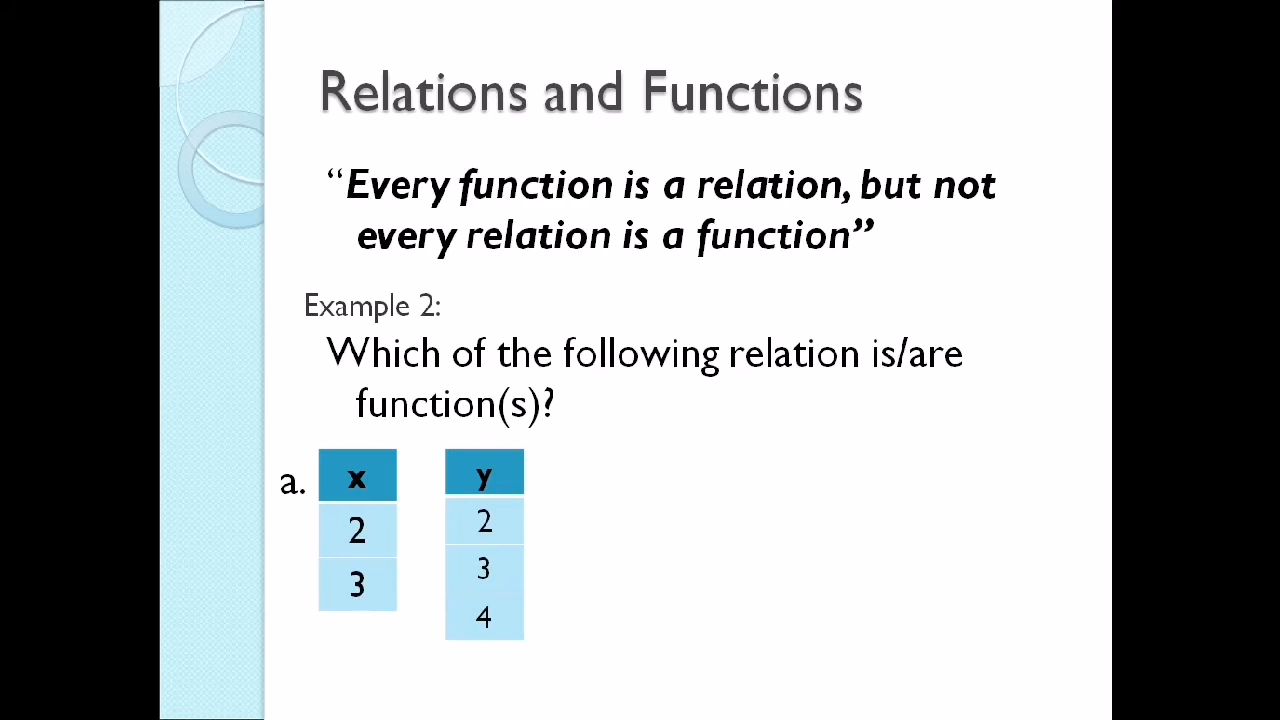 Relations and Functions
“Every function is a relation, but not
every relation is a function”
Example 2:
Which of the following relation is/are
function(s)?
a. x y
2 2
3 3
4